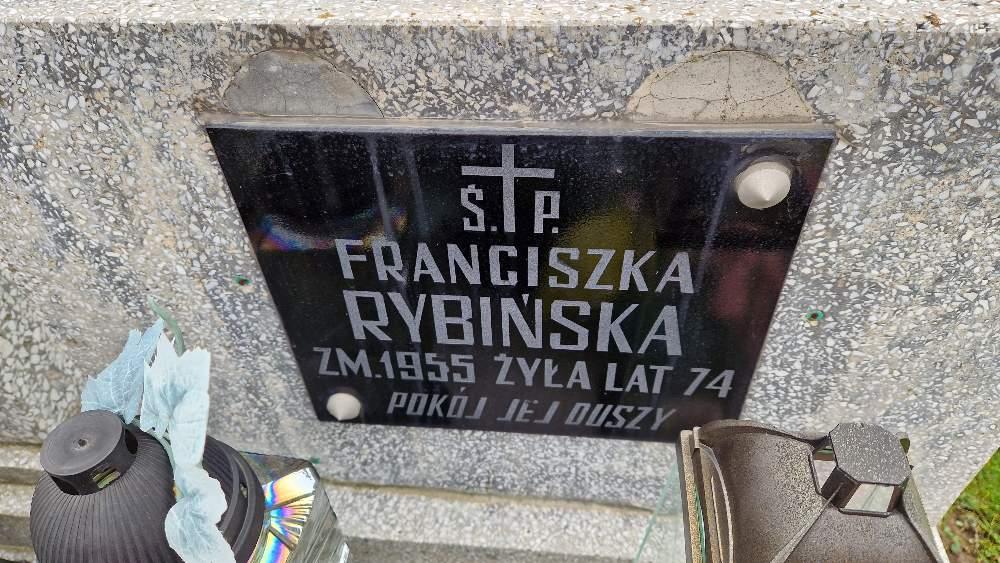 Ś. P.
FRANCISZKA
RYBIŃSKA
ZM. 1955 ŻYŁA LAT 74
POKÓJ JEJ DUSZY